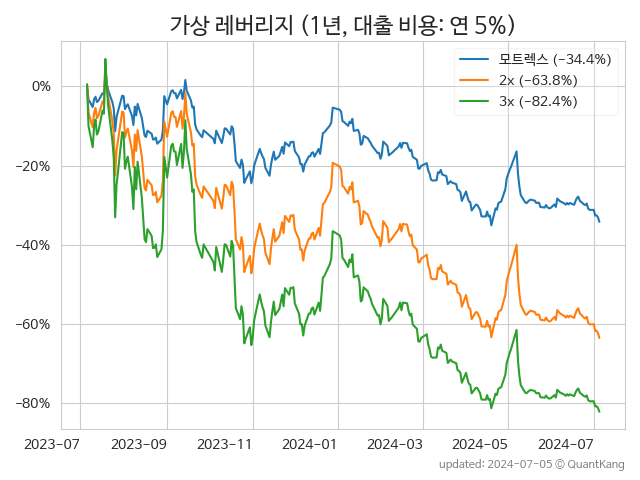 가상 레버리지 (1년, 대출 비용: 연 5%)
모트렉스 (−34.4%)
2x (−63.8%)
3x (−82.4%)
0%
−20%
−40%
−60%
−80%
2023-07 2023-09 2023-11 2024-01 2024-03 2024-05 2024-07
updated: 2024-07-05 © QuantKang